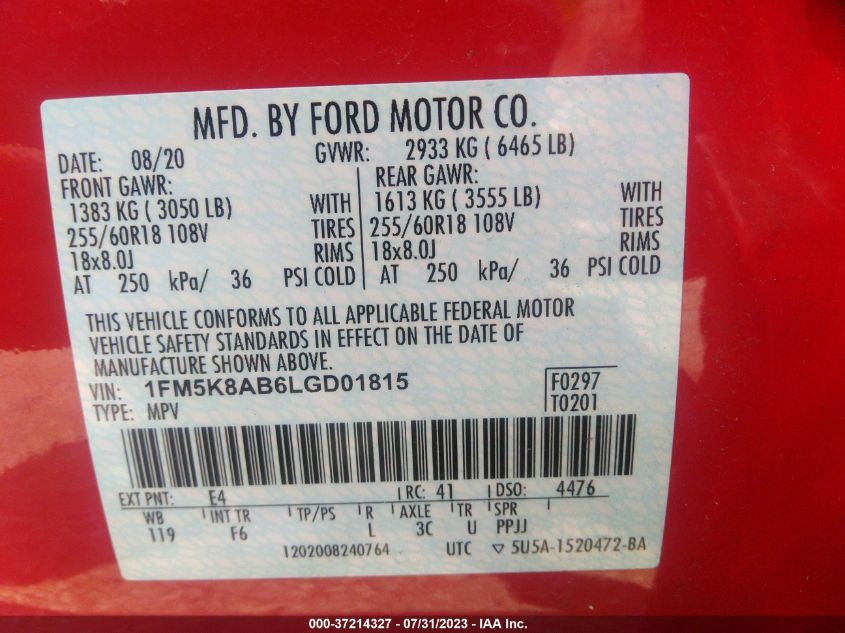 MFD. BY FORD MOTOR CO.
DATE: 08/20 GVWR: 2933 KG ( 6465 LB)
FRONT GAWR: REAR GAWR:
1383 KG ( 3050 LB) WITH 1613 KG ( 3555 LB) WITH
255/60R18 108V TIRES 255/60R18 108V TIRES
18x8.0J RIMS 18x8.0J RIMS
AT 250 kPa/ 36 PSI COLD AT 250 kPa/ 36 PSI COLD
THIS VEHICLE CONFORMS TO ALL APPLICABLE FEDERAL MOTOR
VEHICLE SAFETY STANDARDS IN EFFECT ON THE DATE OF
MANUFACTURE SHOWN ABOVE.
VIN: 1FM5K8AB6LGD01815 F0297
TYPE: MPV T0201
EXT PNT: E4 RC: 41 DSO: 4476
WB INT TR TP/PS R AXLE TR SPR
119 F6 L 3C U PPJJ
1202008240764 UTC ▽ 5U5A-1520472-BA
000-37214327 - 07/31/2023 - IAA Inc.